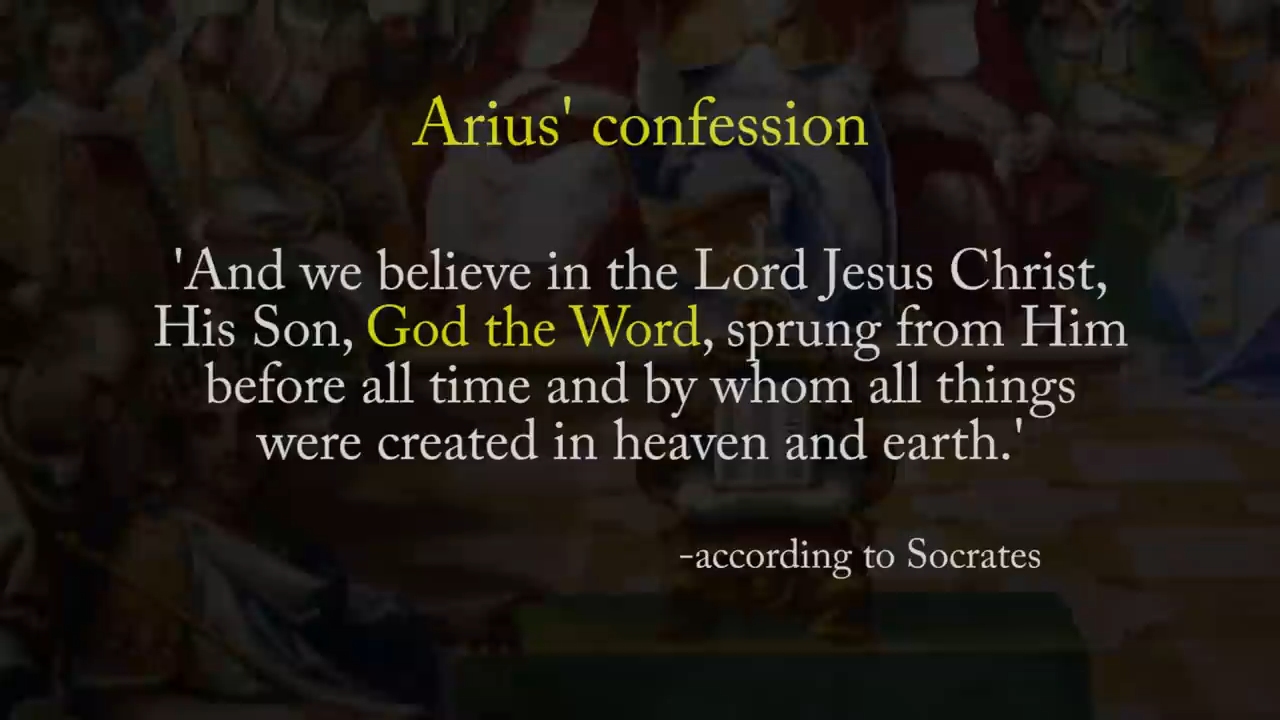 Arius' confession
'And we believe in the Lord Jesus Christ,
His Son, God the Word, sprung from Him
before all time and by whom all things
were created in heaven and earth.'
-according to Socrates